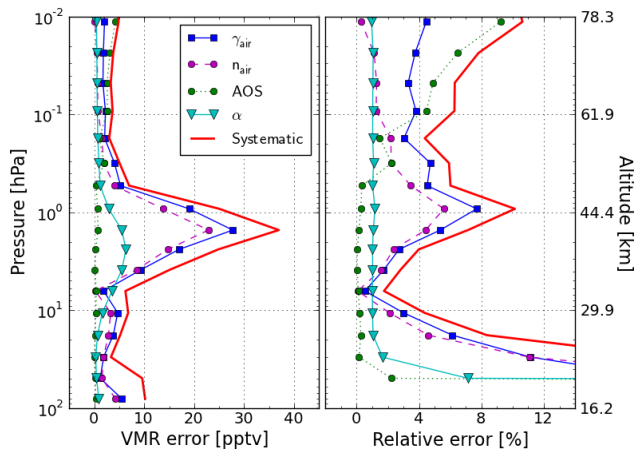 10⁻² 78.3
γair
nair
AOS
α
Systematic
10⁻¹ 61.9
Pressure [hPa] Altitude [km]
10⁰ 44.4
10¹ 29.9
10² 16.2
0 10 20 30 40 0 4 8 12
VMR error [pptv] Relative error [%]